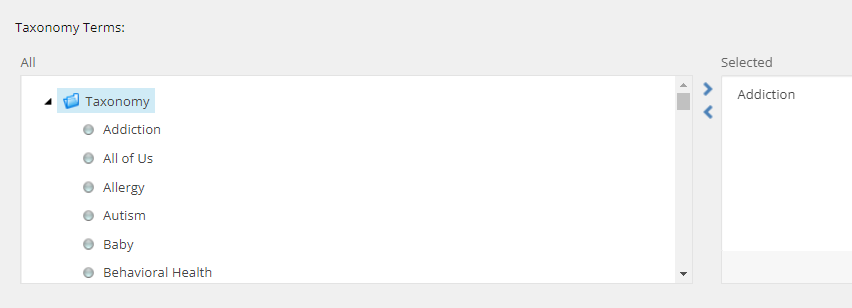 Taxonomy Terms:
All
Selected
Taxonomy
Addiction
All of Us
Allergy
Autism
Baby
Behavioral Health
Addiction